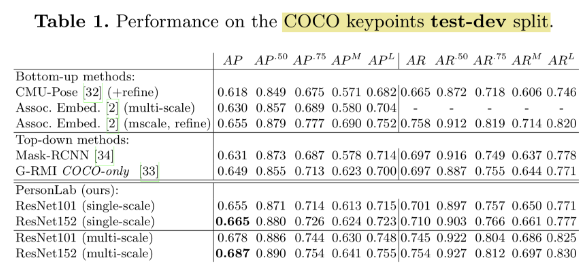 Table 1. Performance on the COCO keypoints test-dev split.
AP AP^.50 AP^.75 AP^M AP^L AR AR^.50 AR^.75 AR^M AR^L
Bottom-up methods:
CMU-Pose [32] (+refine) 0.618 0.849 0.675 0.571 0.682 0.665 0.872 0.718 0.606 0.746
Assoc. Embed. [2] (multi-scale) 0.630 0.857 0.689 0.580 0.704 - - - - -
Assoc. Embed. [2] (mscale, refine) 0.655 0.879 0.777 0.690 0.752 0.758 0.912 0.819 0.714 0.820
Top-down methods:
Mask-RCNN [34] 0.631 0.873 0.687 0.578 0.714 0.697 0.916 0.749 0.637 0.778
G-RMI COCO-only [33] 0.649 0.855 0.713 0.623 0.700 0.697 0.887 0.755 0.644 0.771
PersonLab (ours):
ResNet101 (single-scale) 0.655 0.871 0.714 0.613 0.715 0.701 0.897 0.757 0.650 0.771
ResNet152 (single-scale) 0.665 0.880 0.726 0.624 0.723 0.710 0.903 0.766 0.661 0.777
ResNet101 (multi-scale) 0.678 0.886 0.744 0.630 0.748 0.745 0.922 0.804 0.686 0.825
ResNet152 (multi-scale) 0.687 0.890 0.754 0.641 0.755 0.754 0.927 0.812 0.697 0.830